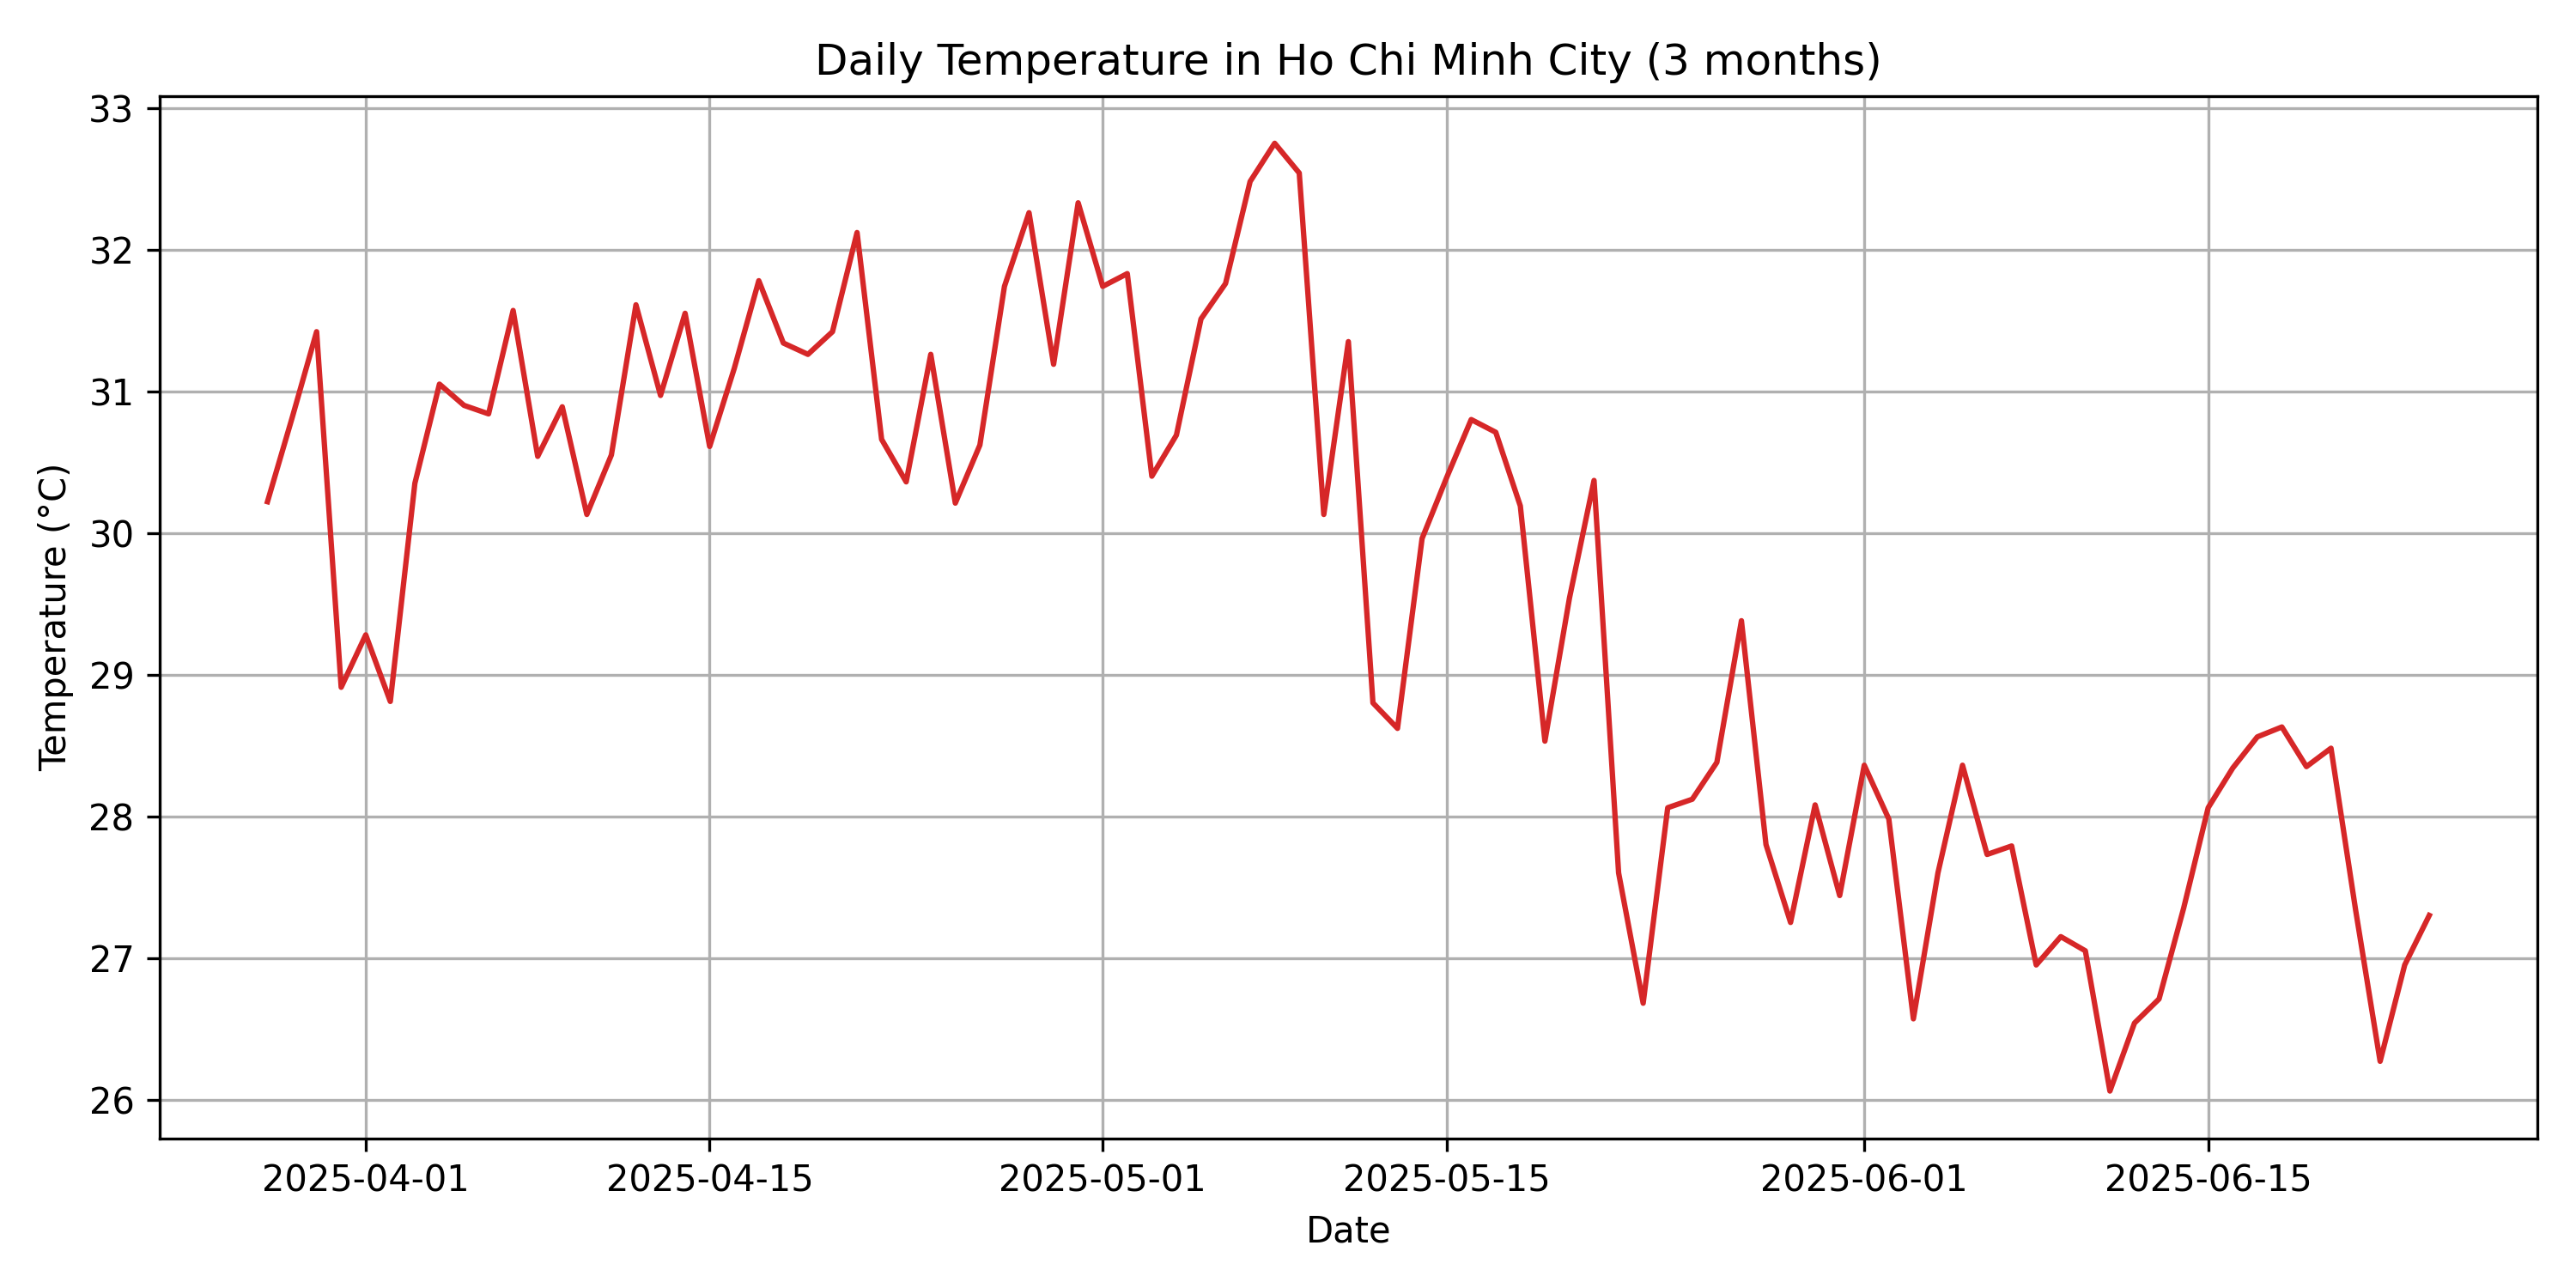 Daily Temperature in Ho Chi Minh City (3 months)
33
32
31
30
29
28
27
26
Temperature (°C)
2025-04-01 2025-04-15 2025-05-01 2025-05-15 2025-06-01 2025-06-15
Date